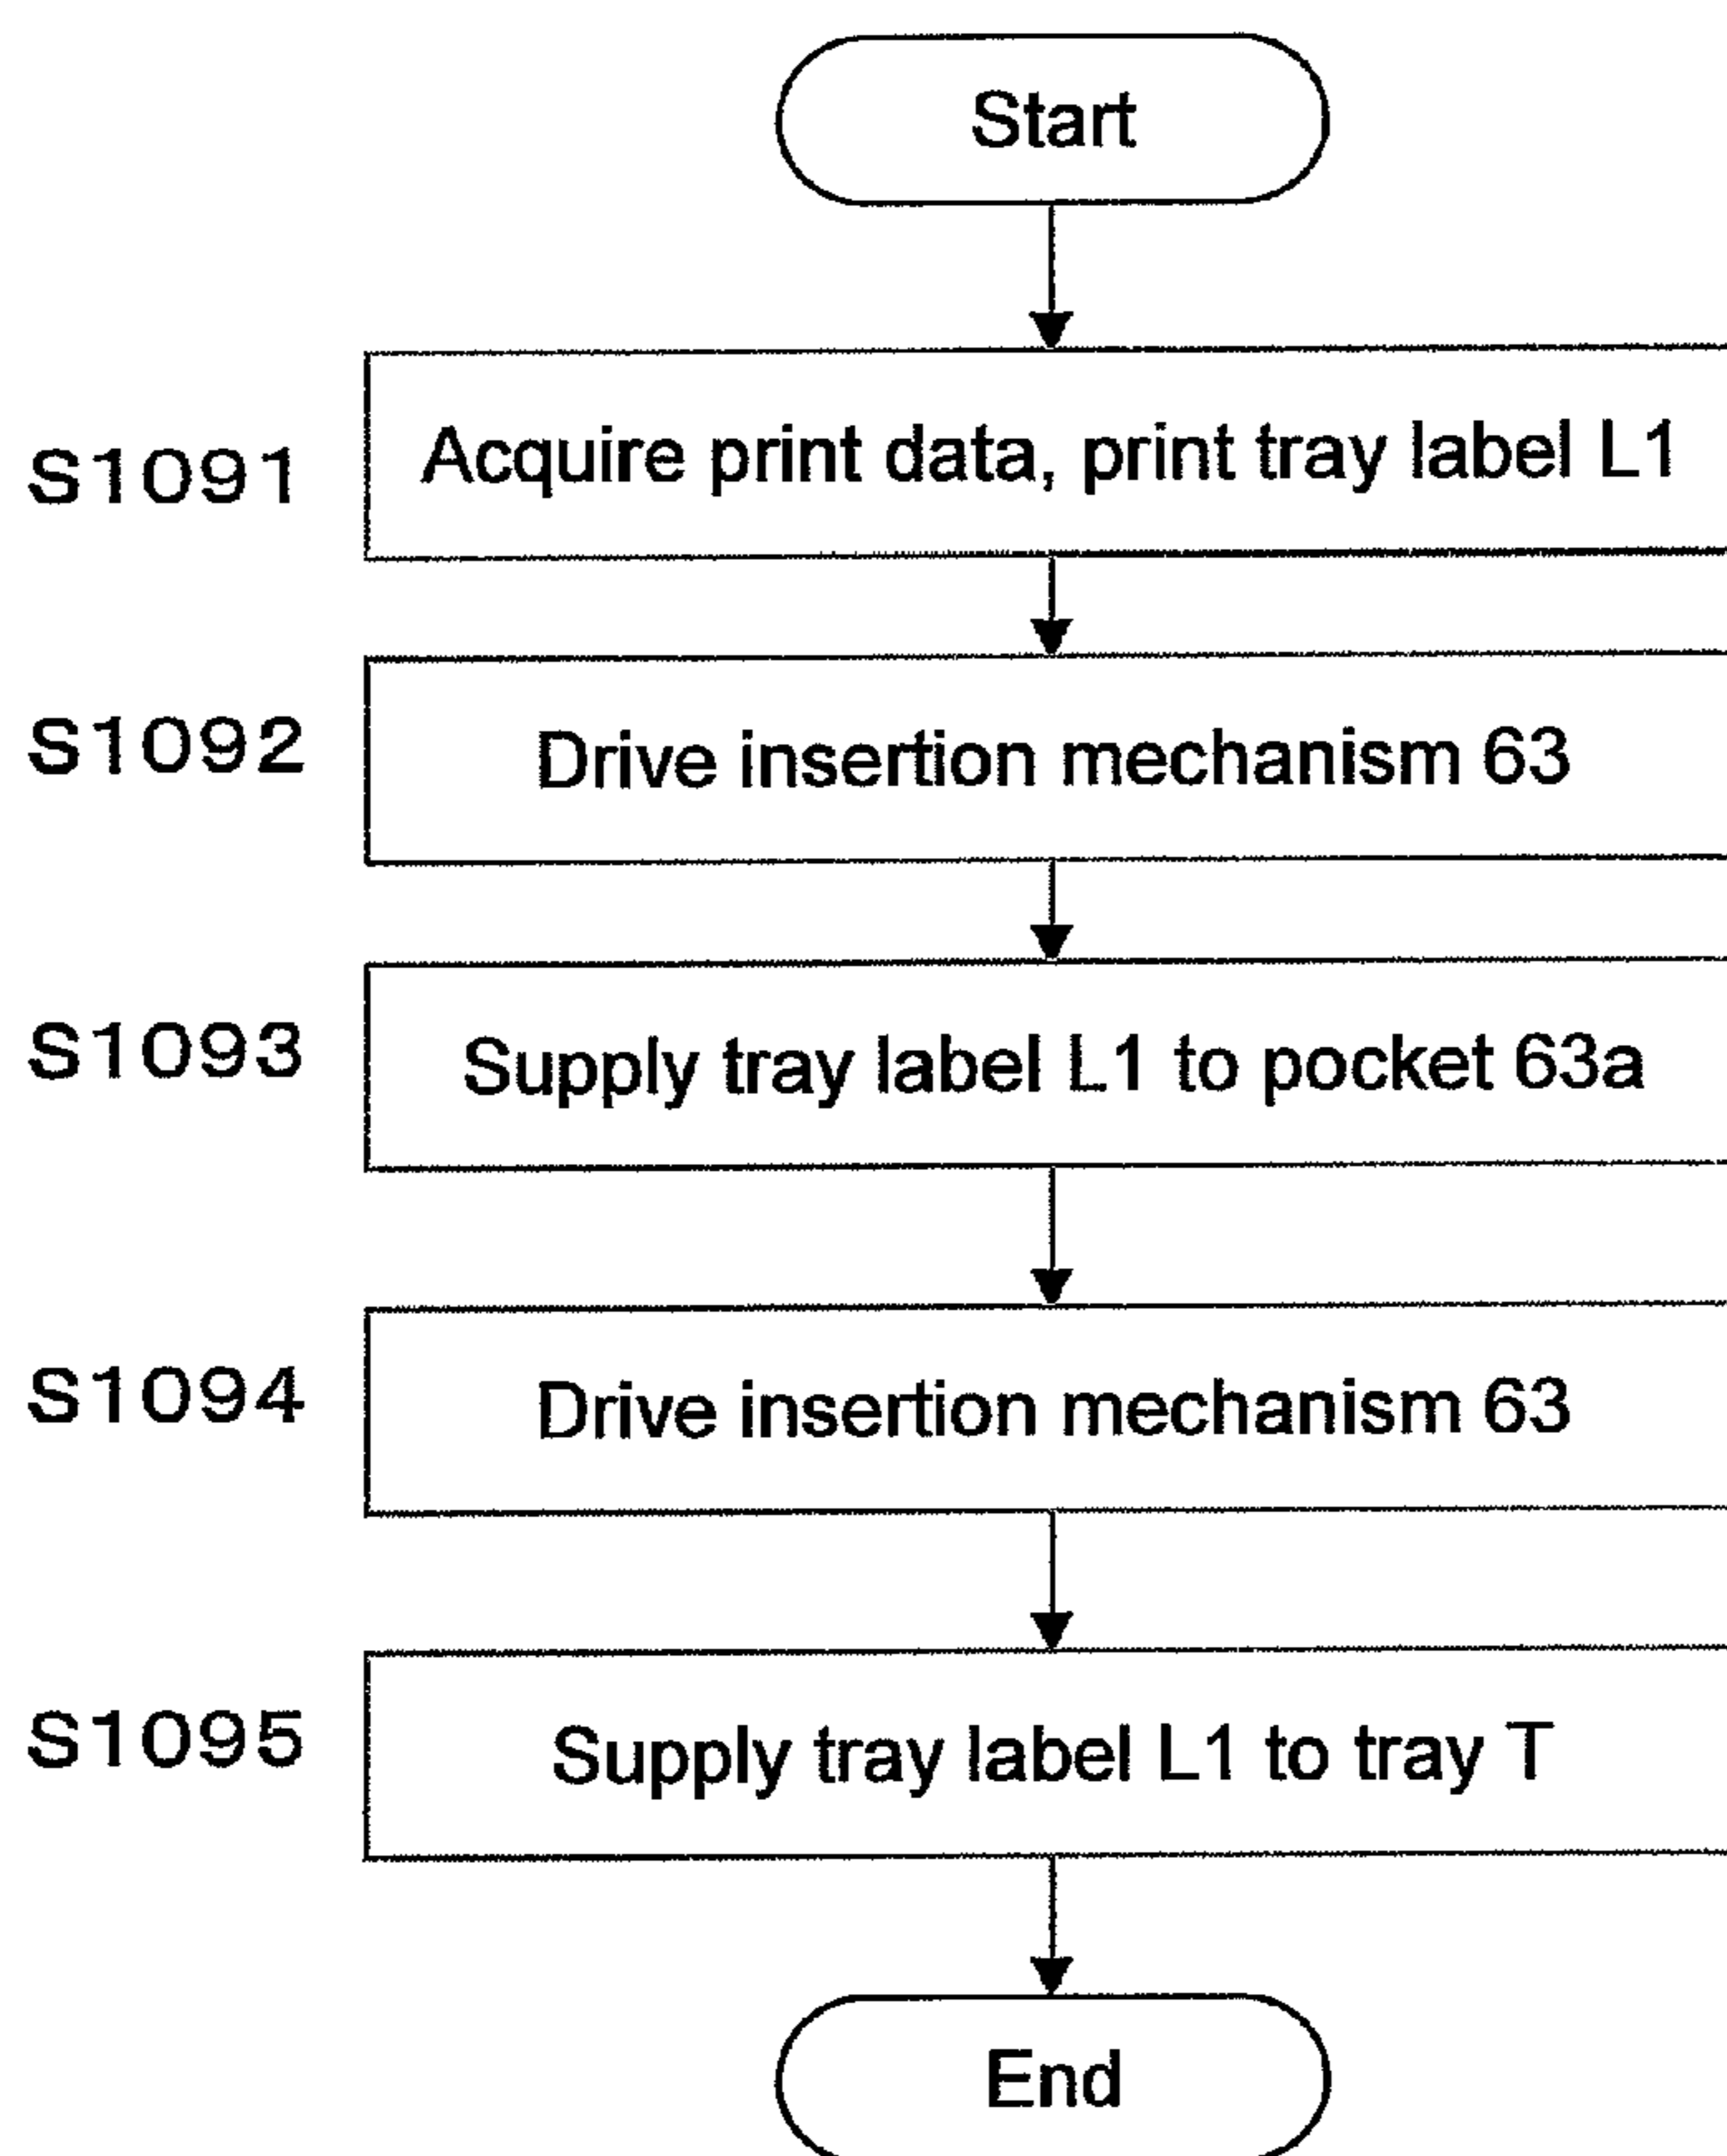 Start
S1091 Acquire print data, print tray label L1
S1092 Drive insertion mechanism 63
S1093 Supply tray label L1 to pocket 63a
S1094 Drive insertion mechanism 63
S1095 Supply tray label L1 to tray T
End